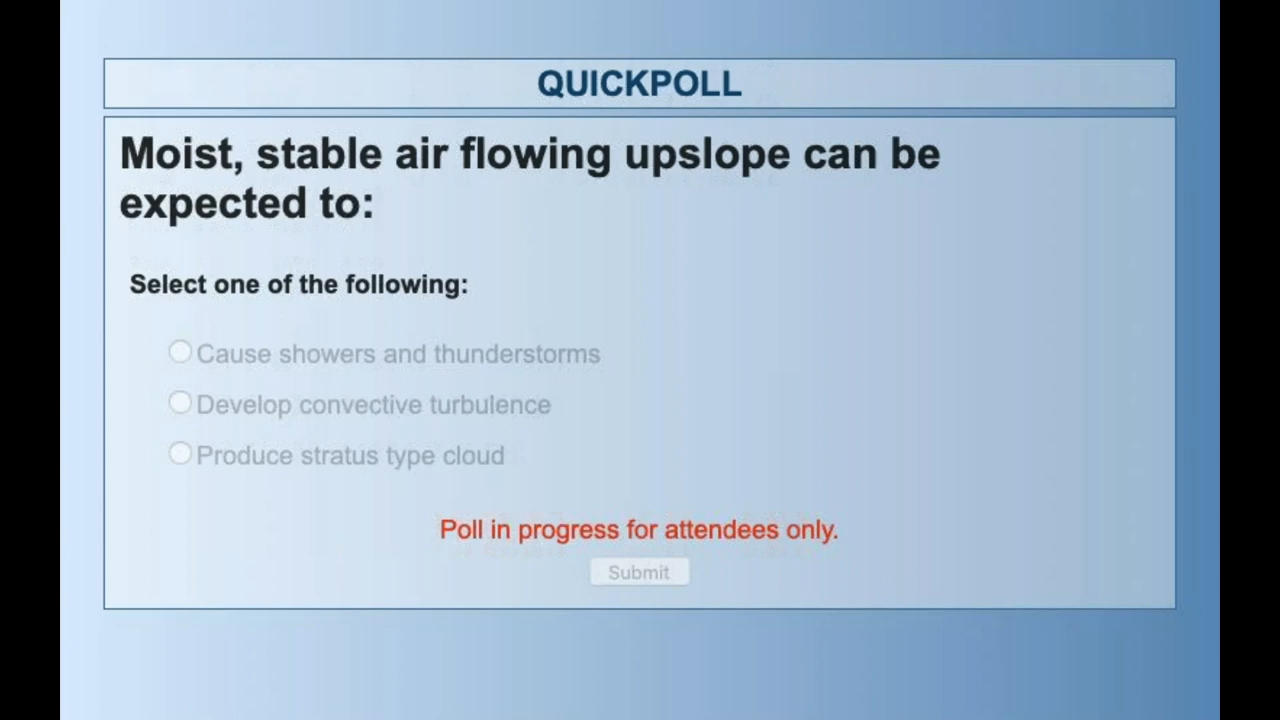 QUICKPOLL
Moist, stable air flowing upslope can be
expected to:
Select one of the following:
Cause showers and thunderstorms
Develop convective turbulence
Produce stratus type cloud
Poll in progress for attendees only.
Submit